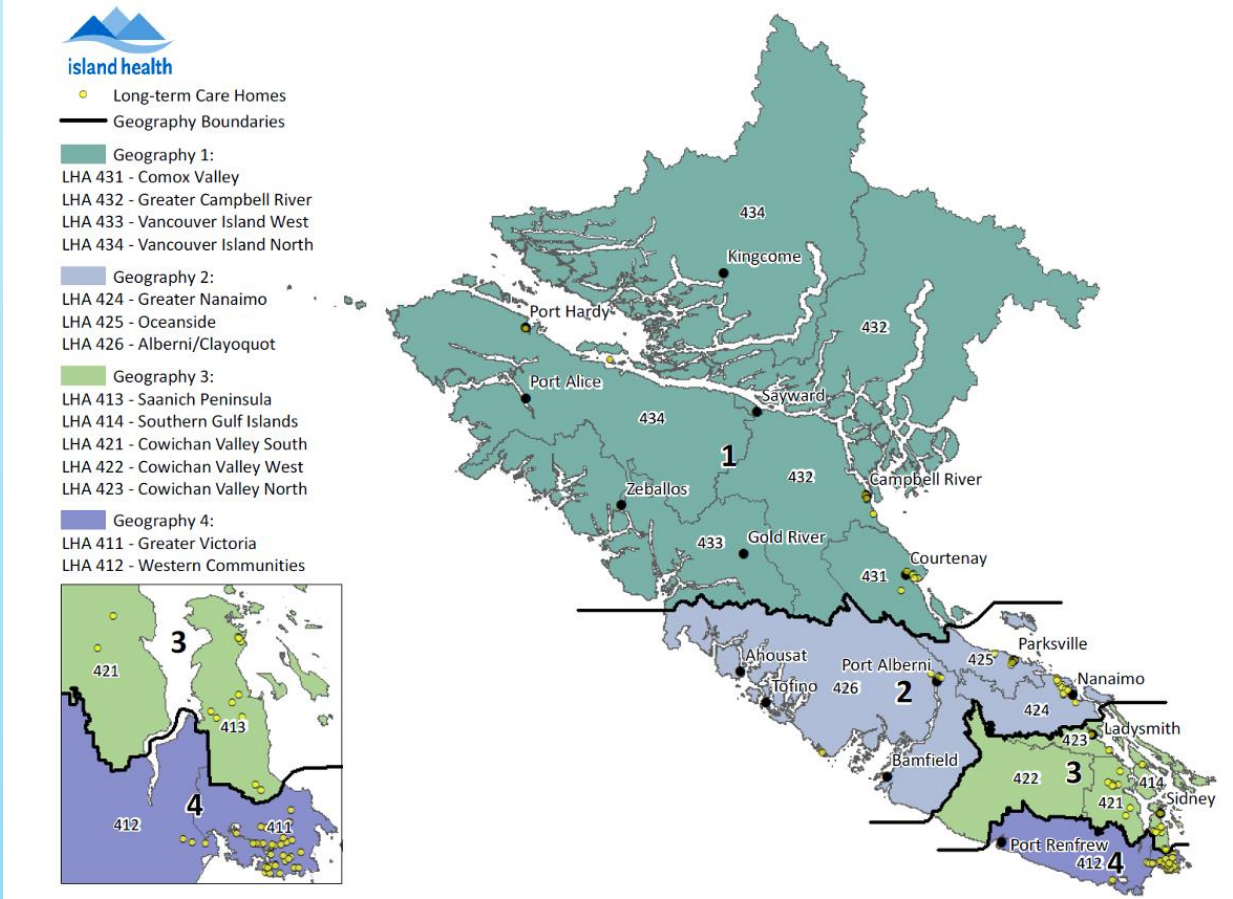 island health
Long-term Care Homes
Geography Boundaries
Geography 1:
LHA 431 - Comox Valley
LHA 432 - Greater Campbell River
LHA 433 - Vancouver Island West
LHA 434 - Vancouver Island North
Geography 2:
LHA 424 - Greater Nanaimo
LHA 425 - Oceanside
LHA 426 - Alberni/Clayoquot
Geography 3:
LHA 413 - Saanich Peninsula
LHA 414 - Southern Gulf Islands
LHA 421 - Cowichan Valley South
LHA 422 - Cowichan Valley West
LHA 423 - Cowichan Valley North
Geography 4:
LHA 411 - Greater Victoria
LHA 412 - Western Communities
3
421
413
4
412
411
434
Kingcome
Port Hardy
432
Port Alice
Sayward
434
1
432
Campbell River
Zeballos
433
Gold River
Courtenay
431
Parksville
425
Ahousat
Port Alberni
426
2
Nanaimo
Tofino
424
Ladysmith
423
Bamfield
422
3
414
421
Sidney
Port Renfrew
412
4